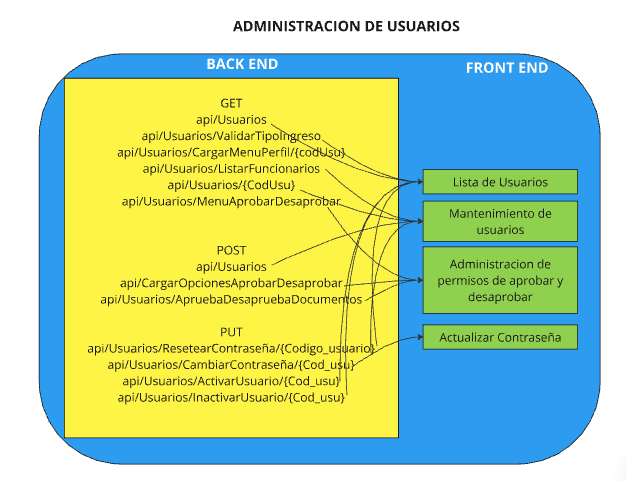 ADMINISTRACION DE USUARIOS
BACK END
FRONT END
GET
api/Usuarios
api/Usuarios/ValidarTipoIngreso
api/Usuarios/CargarMenuPerfil/{codUsu}
api/Usuarios/ListarFuncionarios
api/Usuarios/{CodUsu}
api/Usuarios/MenuAprobarDesaprobar
POST
api/Usuarios
api/CargarOpcionesAprobarDesaprobar
api/Usuarios/ApruebaDesapruebaDocumentos
PUT
api/Usuarios/ResetearContraseña/{Codigo_usuario}
api/Usuarios/CambiarContraseña/{Cod_usu}
api/Usuarios/ActivarUsuario/{Cod_usu}
api/Usuarios/InactivarUsuario/{Cod_usu}
Lista de Usuarios
Mantenimiento de
usuarios
Administracion de
permisos de aprobar y
desaprobar
Actualizar Contraseña